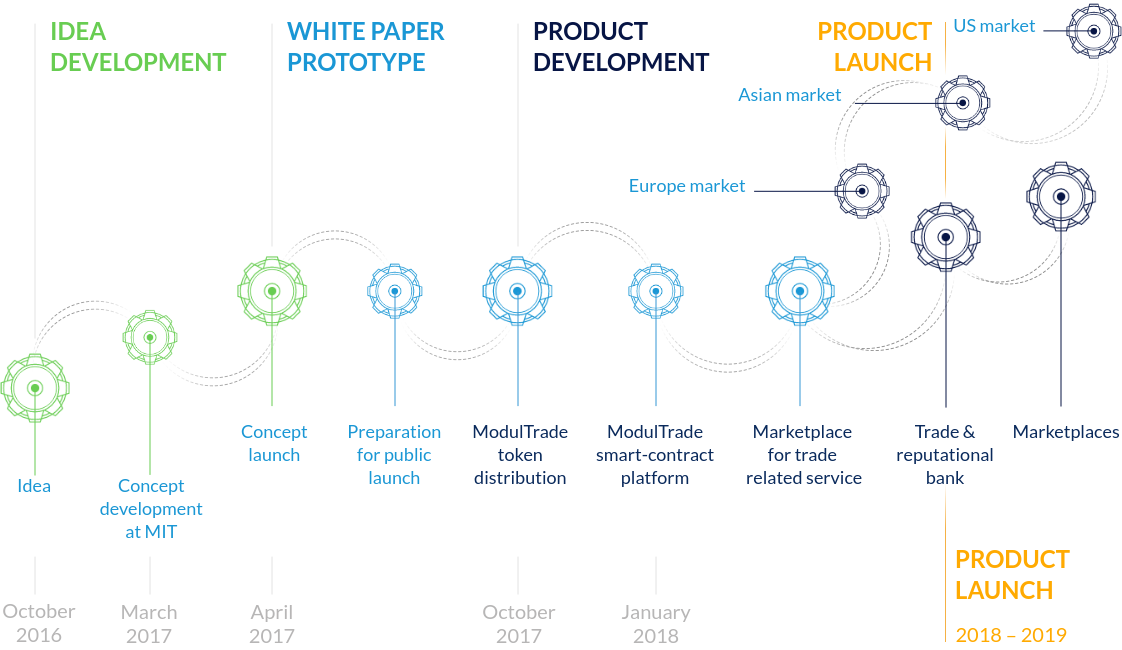 IDEA
DEVELOPMENT
WHITE PAPER
PROTOTYPE
PRODUCT
DEVELOPMENT
PRODUCT
LAUNCH
US market
Asian market
Europe market
Idea
Concept
development
at MIT
Concept
launch
Preparation
for public
launch
ModulTrade
token
distribution
ModulTrade
smart-contract
platform
Marketplace
for trade
related service
Trade &
reputational
bank
Marketplaces
PRODUCT
LAUNCH
October
2016
March
2017
April
2017
October
2017
January
2018
2018 – 2019